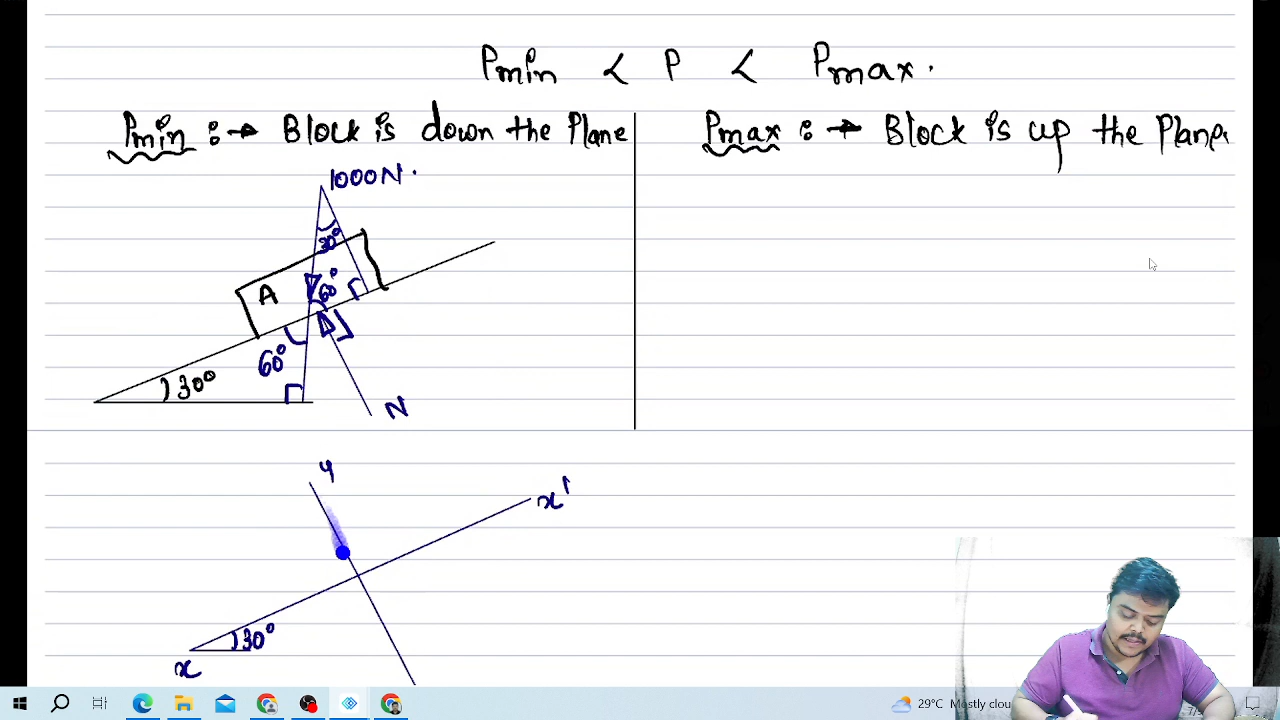 Pmin < P < Pmax.
Pmin :→ Block is down the Plane
1000N.
30°
A
60°
60°
30°
N
Pmax :→ Block is up the Plane.
y
x'
30°
x
29°C Mostly clou